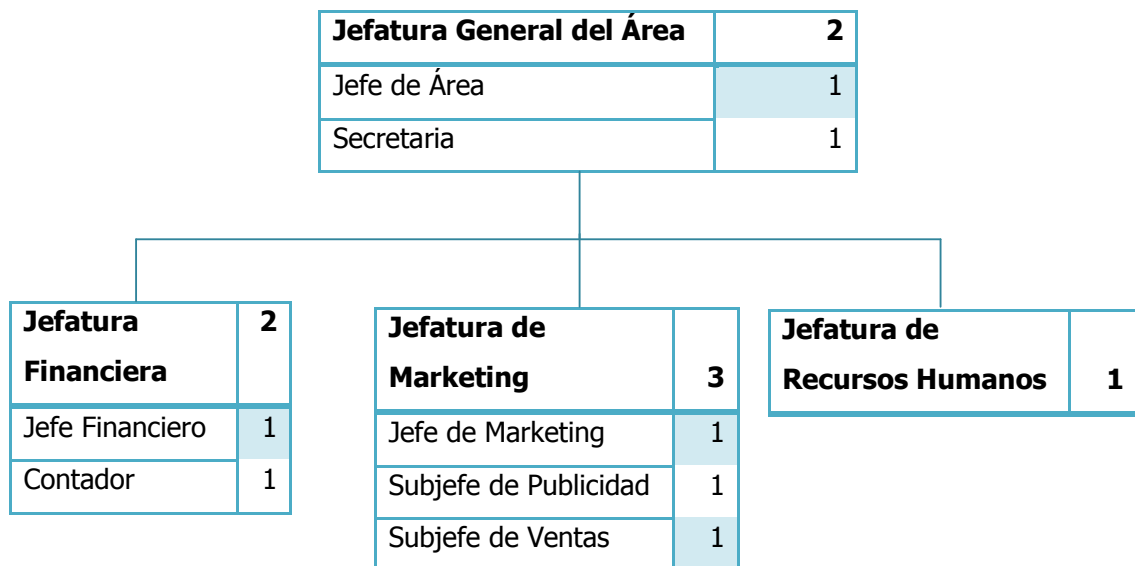 Jefatura General del Área 2
Jefe de Área 1
Secretaria 1
Jefatura 2
Financiera
Jefe Financiero 1
Contador 1
Jefatura de
Marketing 3
Jefe de Marketing 1
Subjefe de Publicidad 1
Subjefe de Ventas 1
Jefatura de
Recursos Humanos 1